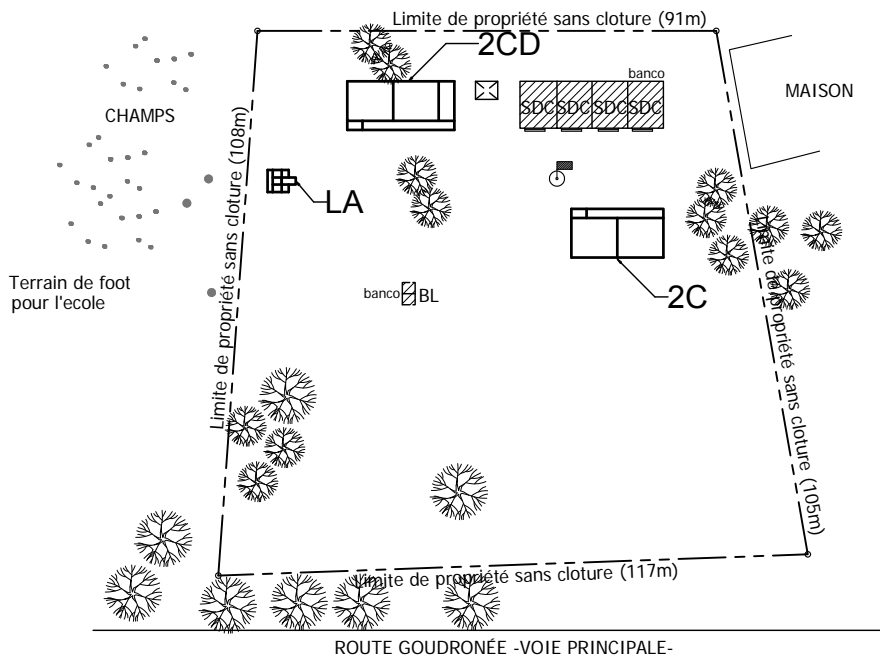 Limite de propriété sans cloture (91m)
2CD
banco
SDC SDC SDC SDC
MAISON
CHAMPS
Limite de propriété sans cloture (108m)
LA
Limite de propriété sans cloture (105m)
Terrain de foot
pour l'ecole
banco
BL
2C
Limite de propriété sans cloture (117m)
ROUTE GOUDRONÉE -VOIE PRINCIPALE-